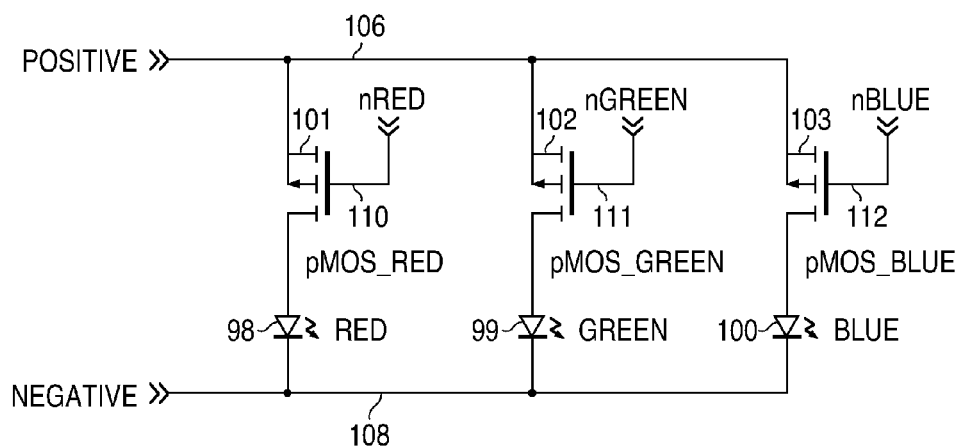 106
POSITIVE
nRED
nGREEN
nBLUE
101
102
103
110
111
112
pMOS_RED
pMOS_GREEN
pMOS_BLUE
98
RED
99
GREEN
100
BLUE
NEGATIVE
108